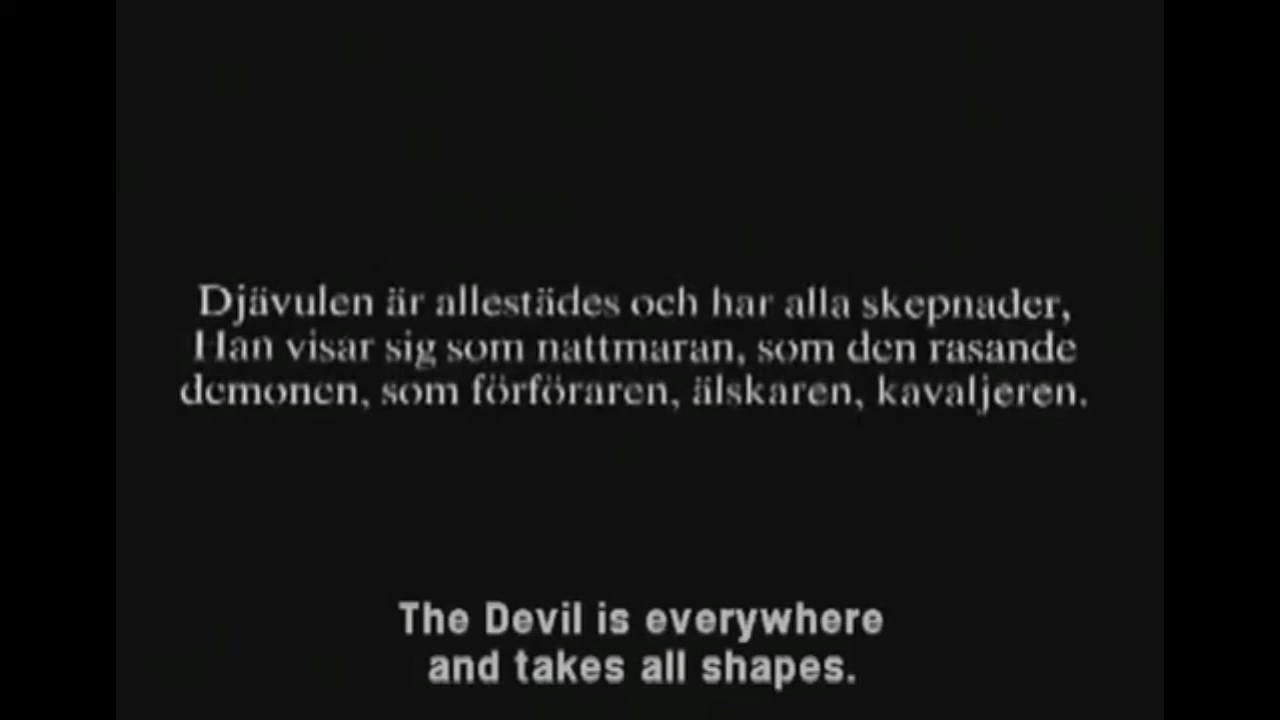 Djävulen är allestädes och har alla skepnader,
Han visar sig som nattmaran, som den rasande
demonen, som förföraren, älskaren, kavaljeren.
The Devil is everywhere
and takes all shapes.